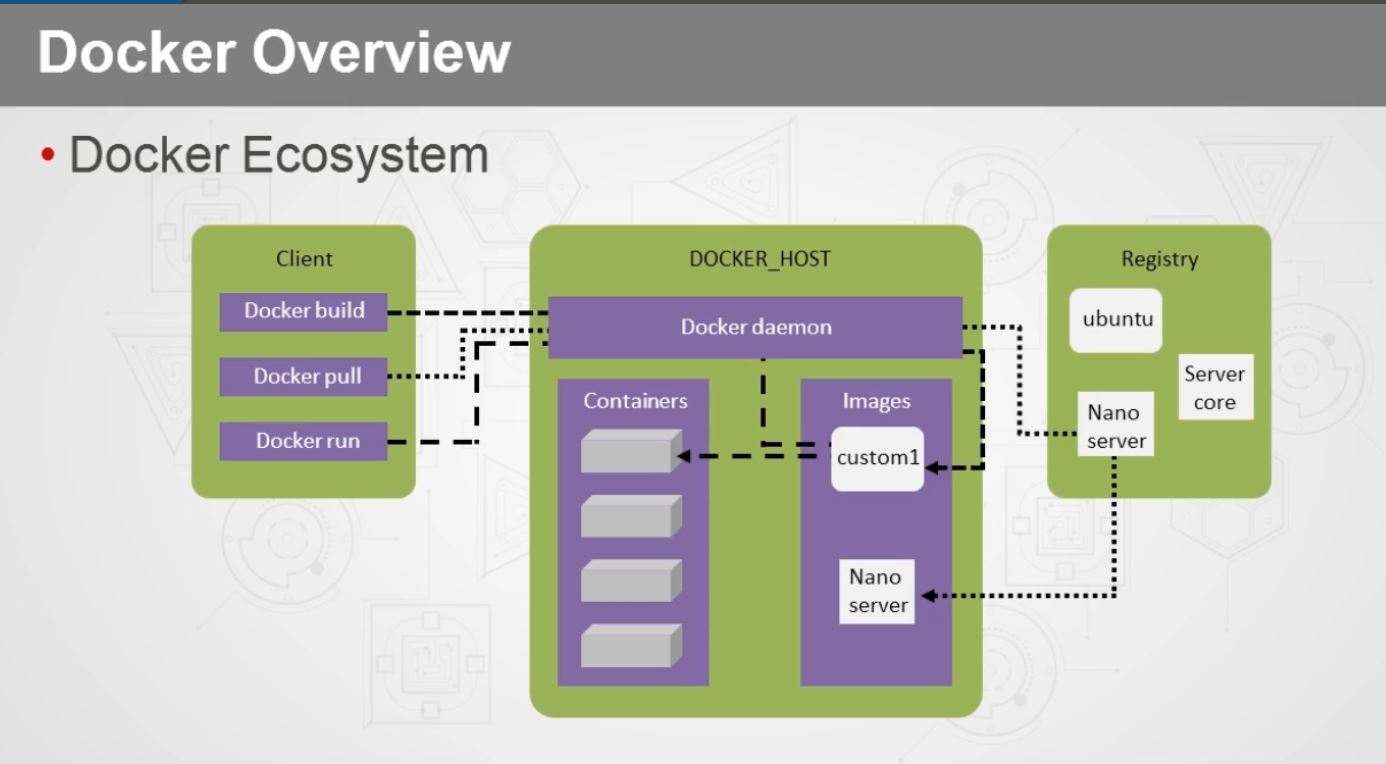 Docker Overview
• Docker Ecosystem
Client
Docker build
Docker pull
Docker run
DOCKER_HOST
Docker daemon
Containers
Images
custom1
Nano
server
Registry
ubuntu
Server
core
Nano
server